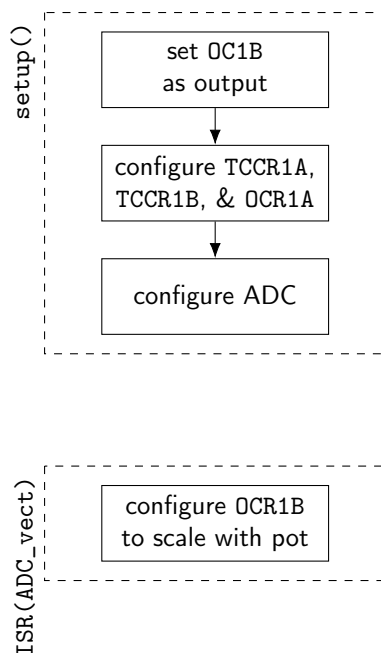 setup()
set OC1B
as output
configure TCCR1A,
TCCR1B, & OCR1A
configure ADC
ISR(ADC_vect)
configure OCR1B
to scale with pot